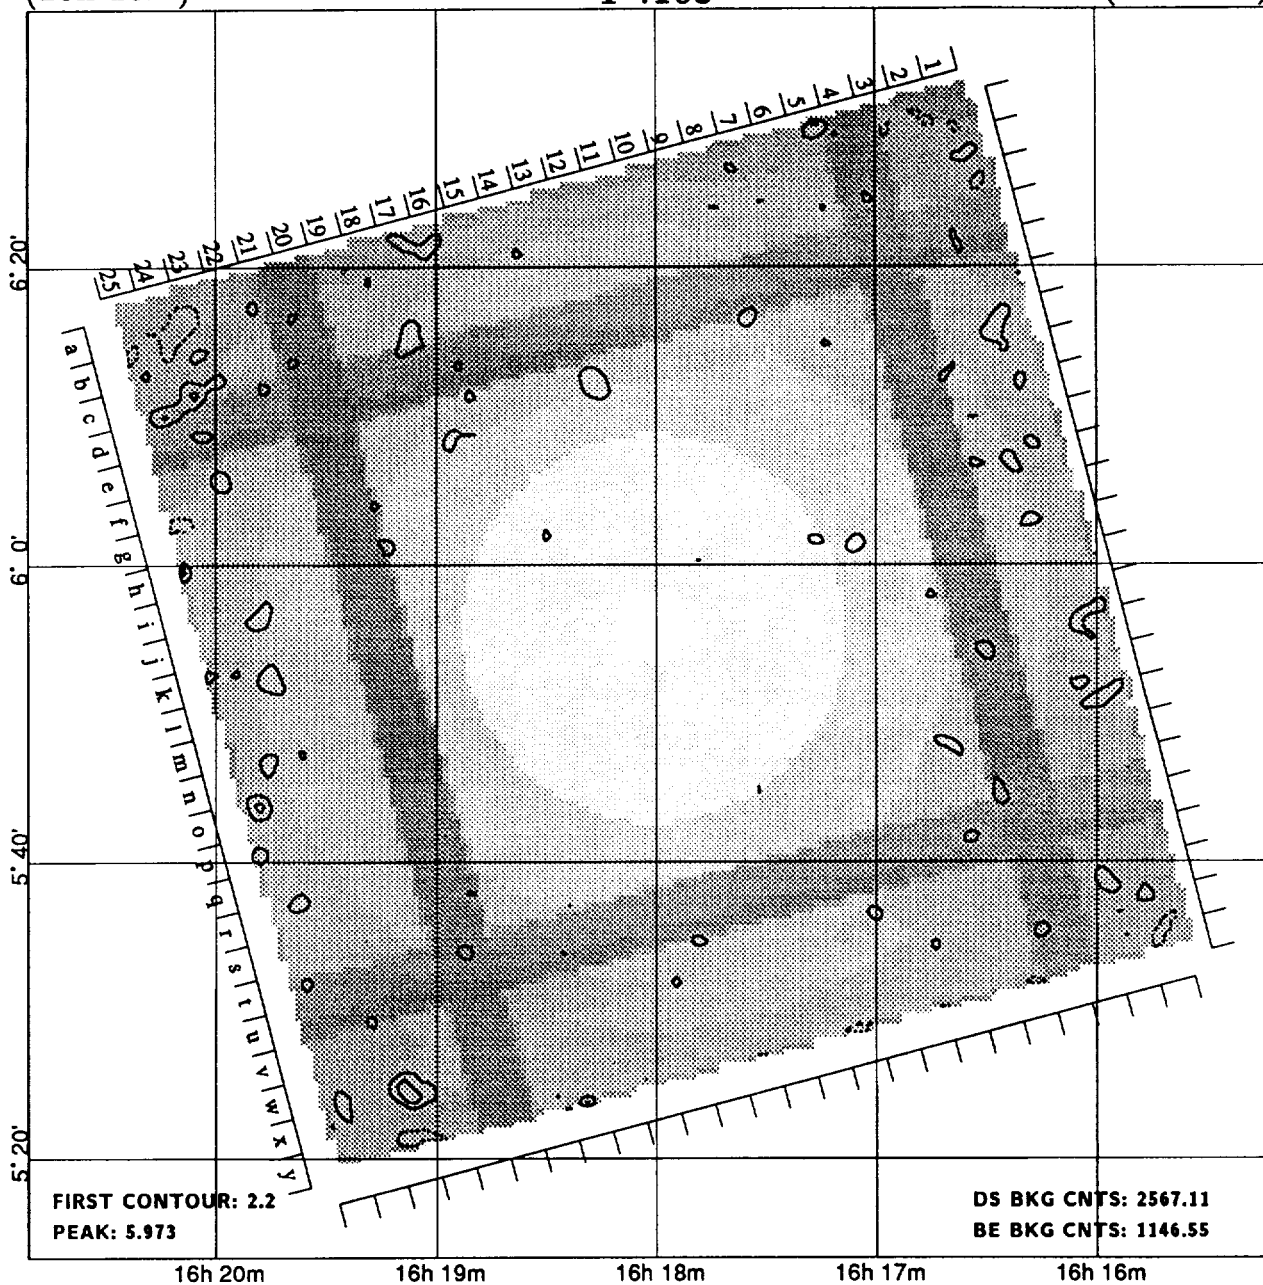 1 2 3 4 5 6 7 8 9 10 11 12 13 14 15 16 17 18 19 20 21 22 23 24 25
a b c d e f g h i j k l m n o p q r s t u v w x y
6° 20'
6° 0'
5° 40'
5° 20'
FIRST CONTOUR: 2.2
PEAK: 5.973
DS BKG CNTS: 2567.11
BE BKG CNTS: 1146.55
16h 20m 16h 19m 16h 18m 16h 17m 16h 16m